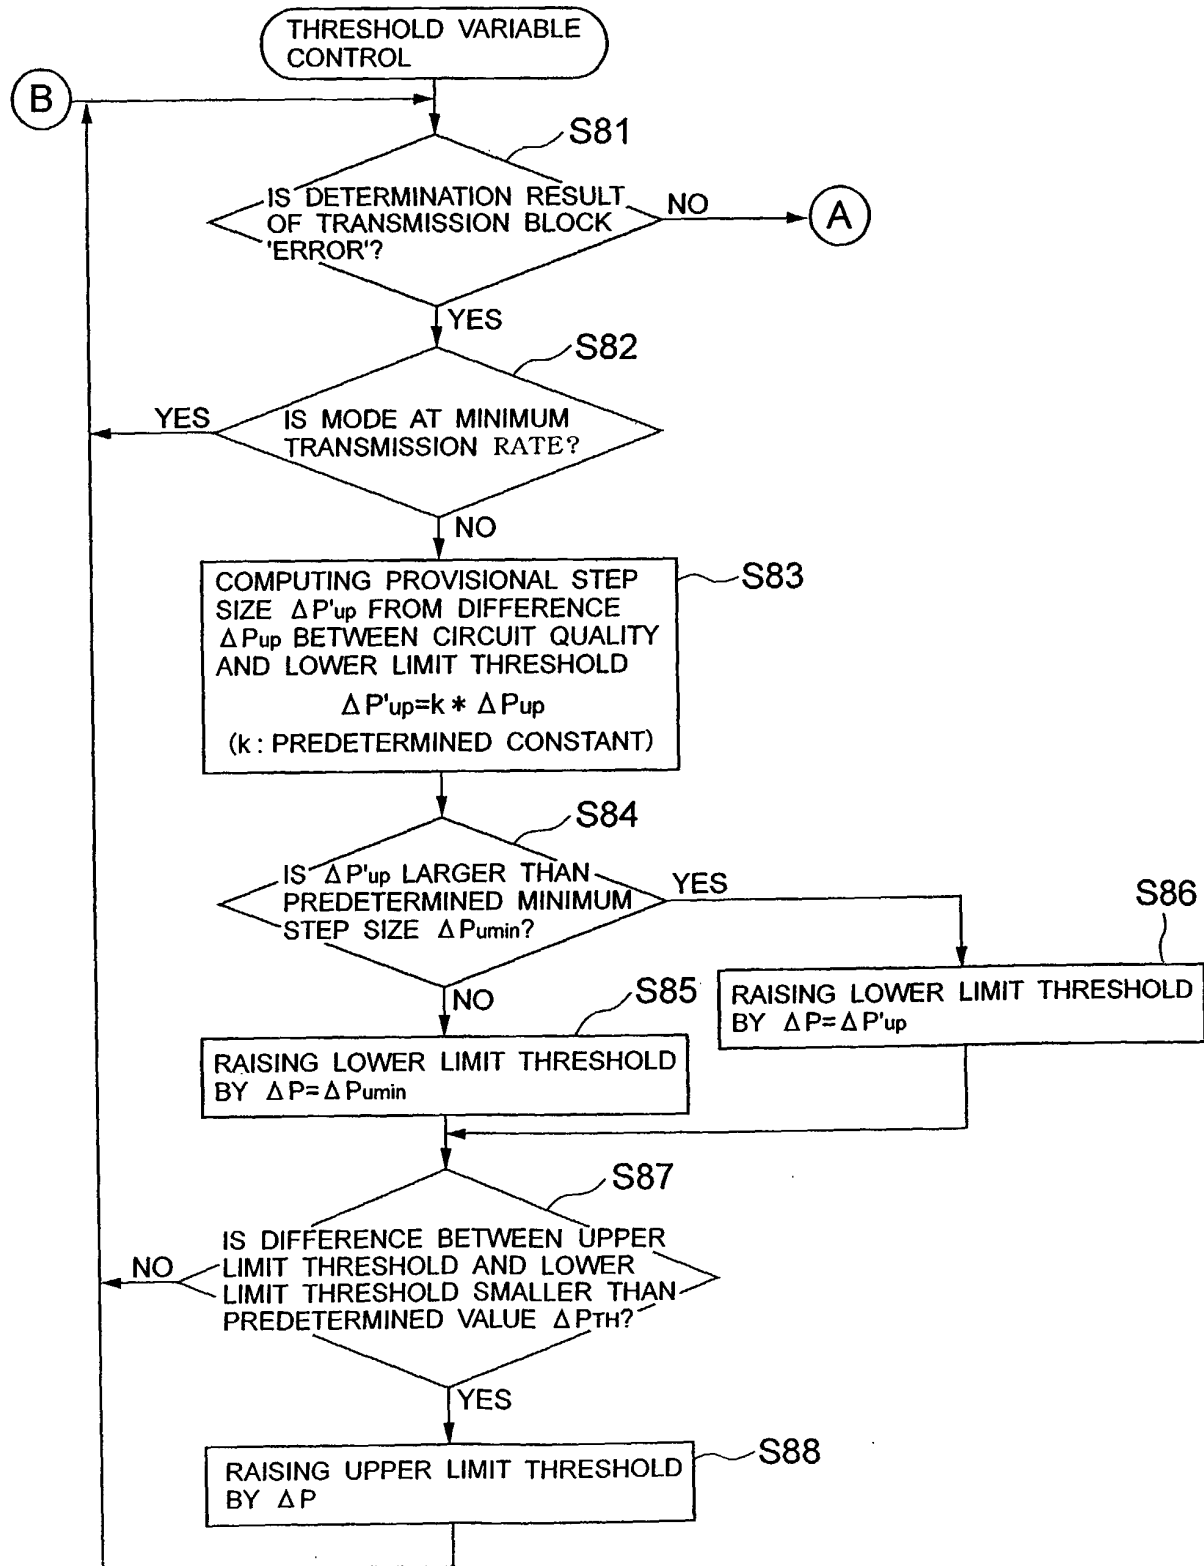 THRESHOLD VARIABLE
CONTROL
B
S81
IS DETERMINATION RESULT
OF TRANSMISSION BLOCK
'ERROR'?
NO
A
YES
S82
YES
IS MODE AT MINIMUM
TRANSMISSION RATE?
NO
S83
COMPUTING PROVISIONAL STEP
SIZE ΔP'up FROM DIFFERENCE
ΔPup BETWEEN CIRCUIT QUALITY
AND LOWER LIMIT THRESHOLD
ΔP'up=k * ΔPup
(k : PREDETERMINED CONSTANT)
S84
IS ΔP'up LARGER THAN
PREDETERMINED MINIMUM
STEP SIZE ΔPumin?
YES
S86
NO
S85
RAISING LOWER LIMIT THRESHOLD
BY ΔP=ΔP'up
RAISING LOWER LIMIT THRESHOLD
BY ΔP=ΔPumin
S87
IS DIFFERENCE BETWEEN UPPER
LIMIT THRESHOLD AND LOWER
LIMIT THRESHOLD SMALLER THAN
PREDETERMINED VALUE ΔPTH?
NO
YES
S88
RAISING UPPER LIMIT THRESHOLD
BY ΔP